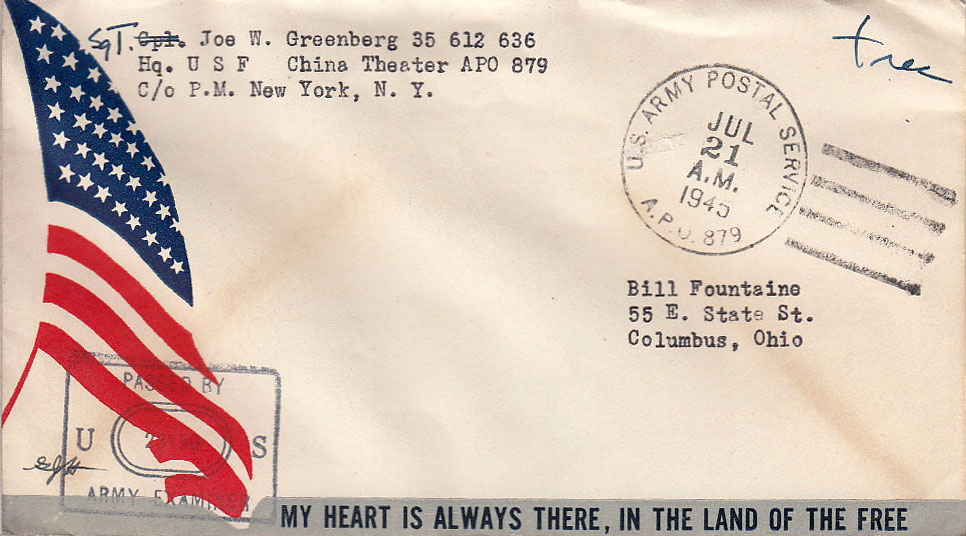 SgT. Cpl. Joe W. Greenberg 35 612 636
Hq. U S F China Theater APO 879
C/o P.M. New York, N. Y.
Free
U.S. ARMY POSTAL SERVICE
JUL
21
A.M.
1945
A.P.O. 879
Bill Fountaine
55 E. State St.
Columbus, Ohio
PASSED BY
U S
ARMY EXAMINER
MY HEART IS ALWAYS THERE, IN THE LAND OF THE FREE